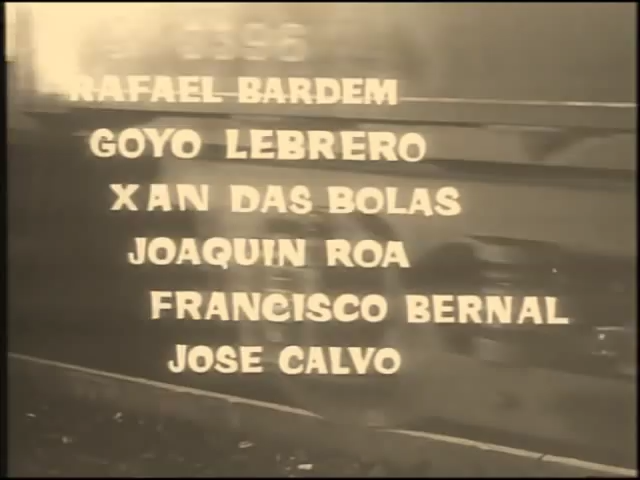 RAFAEL BARDEM
GOYO LEBRERO
XAN DAS BOLAS
JOAQUIN ROA
FRANCISCO BERNAL
JOSE CALVO